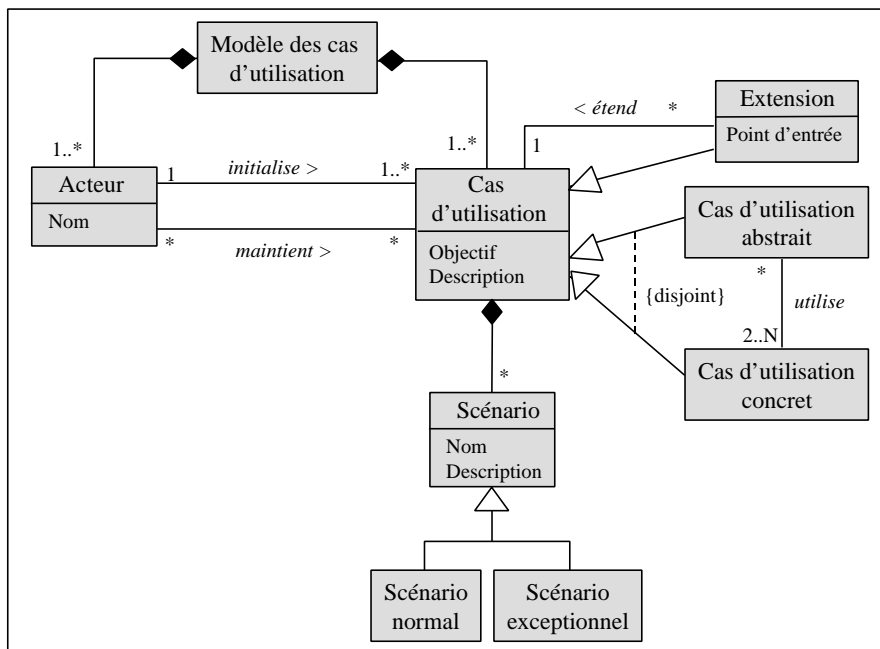 Modèle des cas
d'utilisation
< étend
*
Extension
1..*
1..*
1
Point d'entrée
Acteur
1
initialise >
1..*
Cas
d'utilisation
Nom
Cas d'utilisation
abstrait
*
maintient >
*
Objectif
Description
*
{disjoint}
utilise
2..N
Cas d'utilisation
concret
*
Scénario
Nom
Description
Scénario
normal
Scénario
exceptionnel